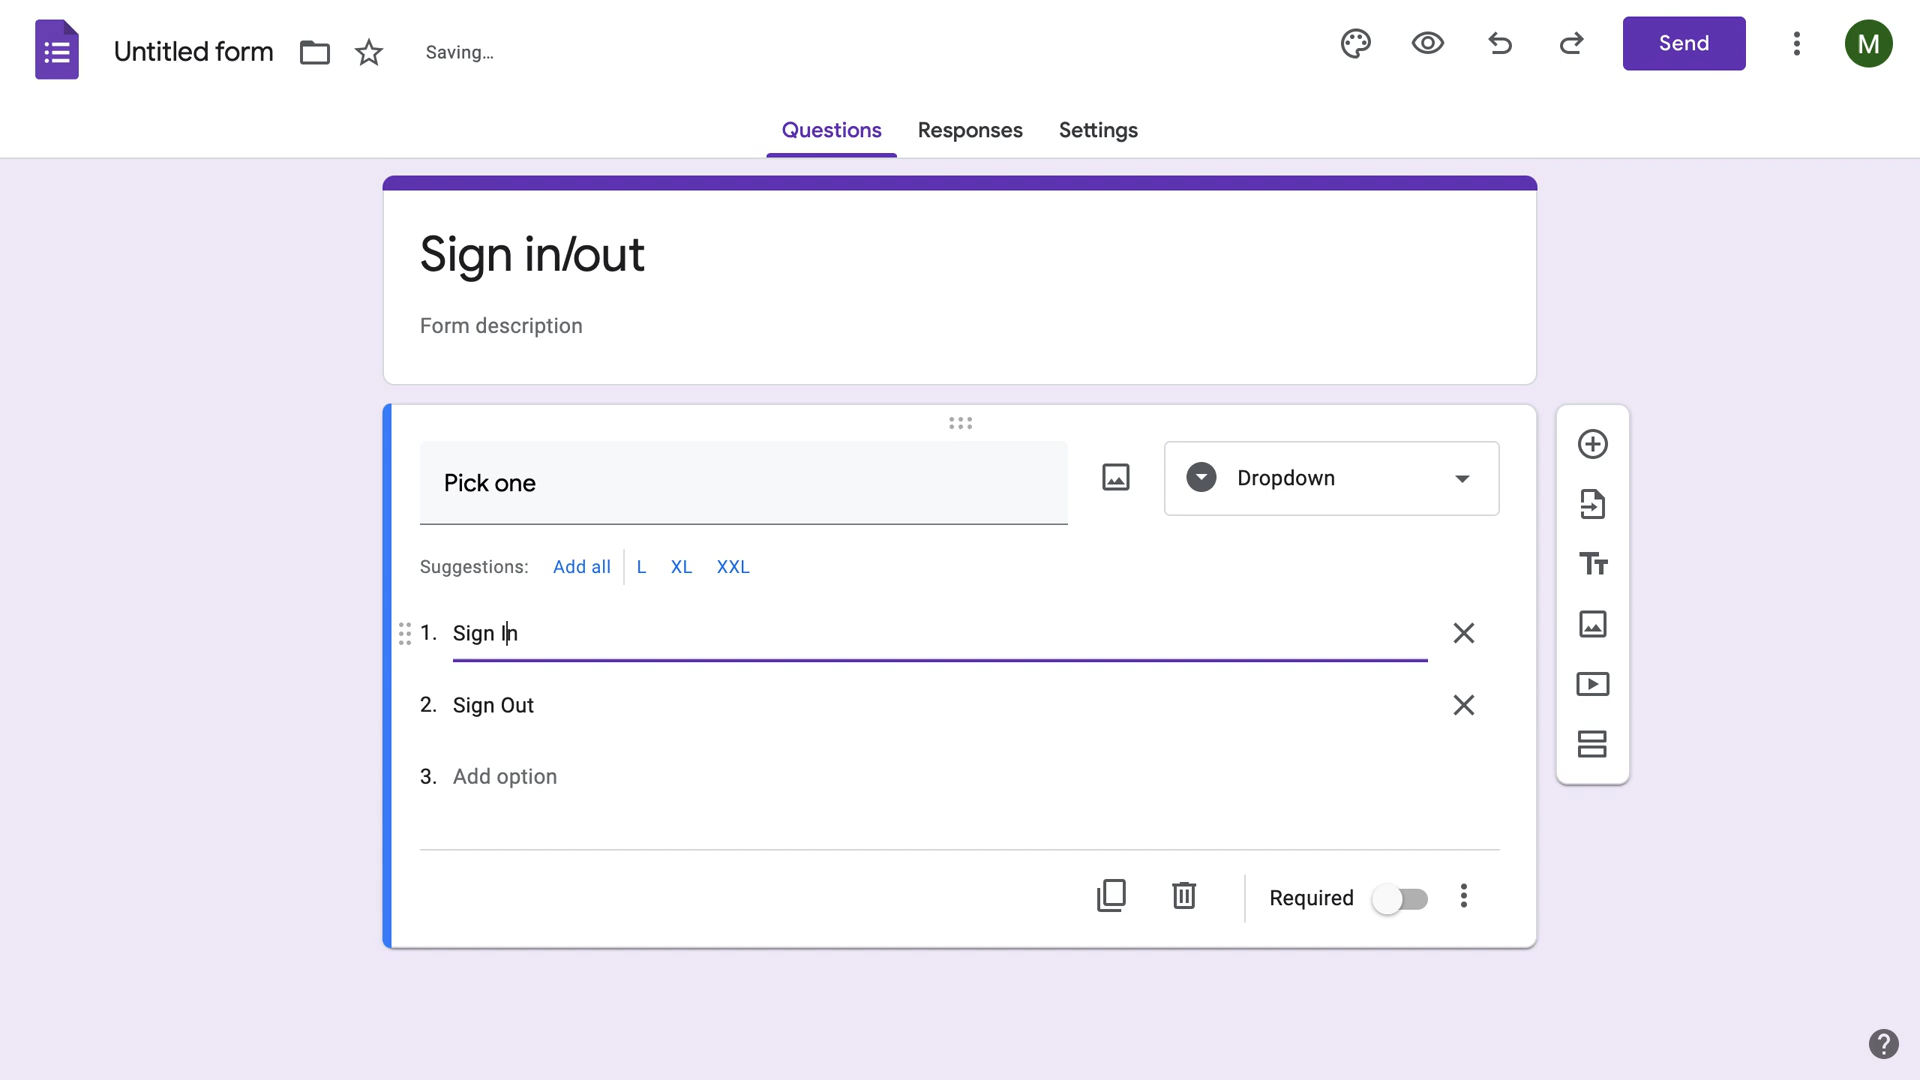 Untitled form
Saving...
Send
M
Questions Responses Settings
Sign in/out
Form description
Pick one
Dropdown
Suggestions: Add all L XL XXL
1. Sign In
2. Sign Out
3. Add option
Required